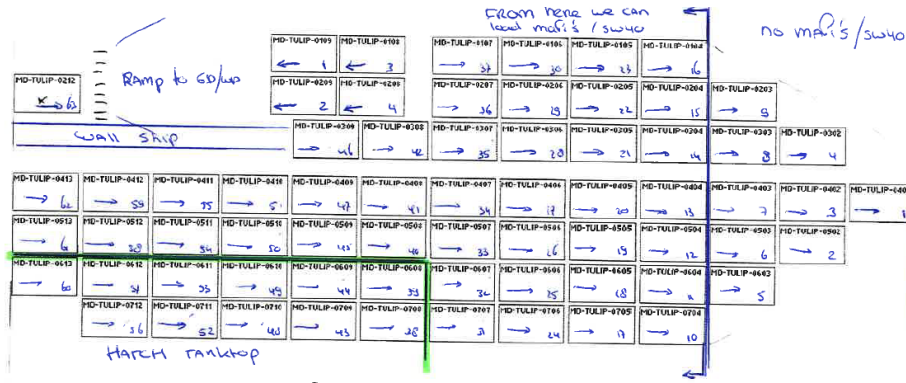 FROM here we can
load mafi's / SW40
no mafi's / SW40
MD-TULIP-0109 MD-TULIP-0108 MD-TULIP-0107 MD-TULIP-0106 MD-TULIP-0105 MD-TULIP-0104
1 3 37 30 23 16
MD-TULIP-0212
63
Ramp to
MD-TULIP-0209 MD-TULIP-0208 MD-TULIP-0207 MD-TULIP-0206 MD-TULIP-0205 MD-TULIP-0204 MD-TULIP-0203
2 4 36 29 22 15 9
WALL SHIP
MD-TULIP-0309 MD-TULIP-0308 MD-TULIP-0307 MD-TULIP-0306 MD-TULIP-0305 MD-TULIP-0304 MD-TULIP-0303 MD-TULIP-0302
46 42 35 28 21 14 8 4
MD-TULIP-0413 MD-TULIP-0412 MD-TULIP-0411 MD-TULIP-0410 MD-TULIP-0409 MD-TULIP-0408 MD-TULIP-0407 MD-TULIP-0406 MD-TULIP-0405 MD-TULIP-0404 MD-TULIP-0403 MD-TULIP-0402
62 59 55 51 47 41 34 20 13 7 3 1
MD-TULIP-0513 MD-TULIP-0512 MD-TULIP-0511 MD-TULIP-0510 MD-TULIP-0509 MD-TULIP-0508 MD-TULIP-0507 MD-TULIP-0506 MD-TULIP-0505 MD-TULIP-0504 MD-TULIP-0503 MD-TULIP-0502
54 50 45 40 33 26 19 12 6 2
MD-TULIP-0613 MD-TULIP-0612 MD-TULIP-0611 MD-TULIP-0610 MD-TULIP-0609 MD-TULIP-0608 MD-TULIP-0607 MD-TULIP-0606 MD-TULIP-0605 MD-TULIP-0604 MD-TULIP-0603
60 53 49 44 39 32 25 18 11 5
MD-TULIP-0712 MD-TULIP-0711 MD-TULIP-0710 MD-TULIP-0709 MD-TULIP-0708 MD-TULIP-0707 MD-TULIP-0706 MD-TULIP-0705 MD-TULIP-0704
56 52 48 43 38 31 24 17 10
HATCH TANKTOP